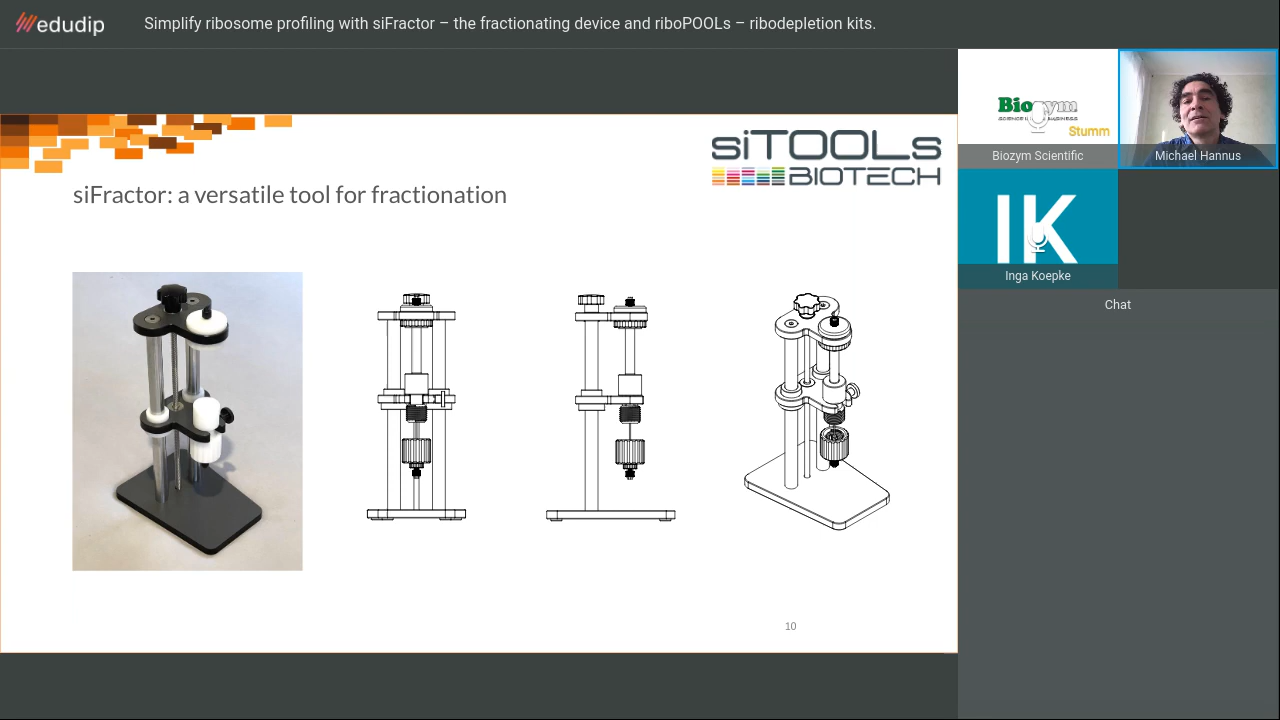 edudip
Simplify ribosome profiling with siFractor – the fractionating device and riboPOOLs – ribodepletion kits.
siTOOLs
BIOTECH
siFractor: a versatile tool for fractionation
10
Stumm
Biozym Scientific
Michael Hannus
IK
Inga Koepke
Chat